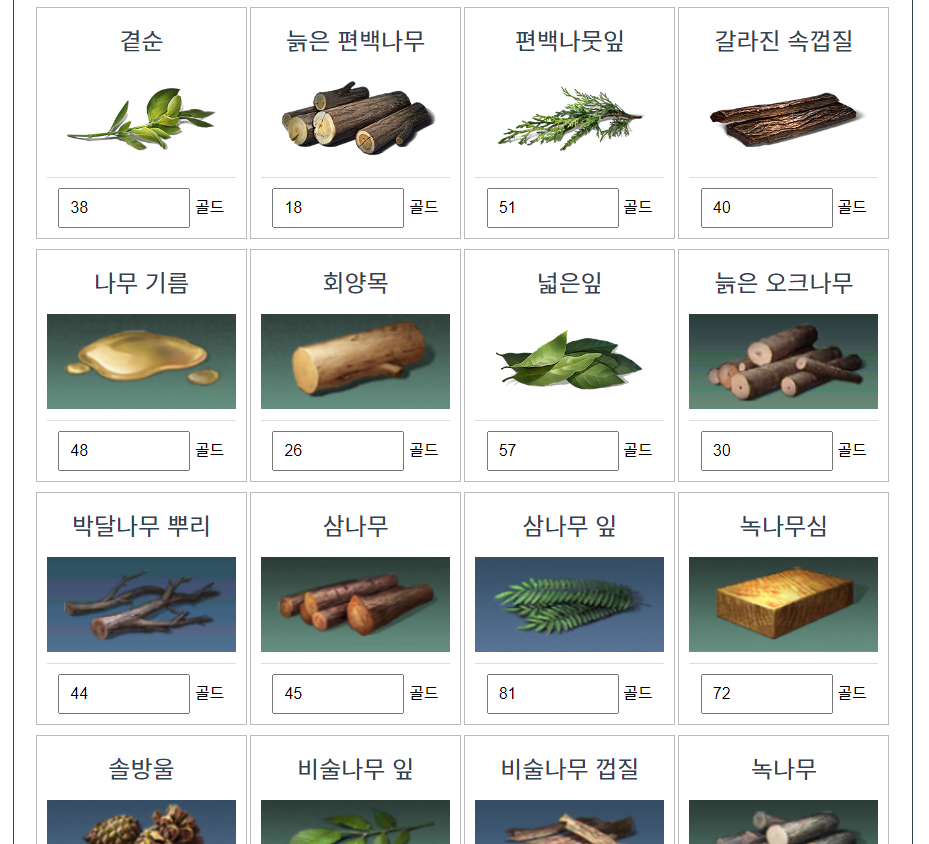 곁순
늙은 편백나무
편백나뭇잎
갈라진 속껍질
38 골드
18 골드
51 골드
40 골드
나무 기름
회양목
넓은잎
늙은 오크나무
48 골드
26 골드
57 골드
30 골드
박달나무 뿌리
삼나무
삼나무 잎
녹나무심
44 골드
45 골드
81 골드
72 골드
솔방울
비술나무 잎
비술나무 껍질
녹나무